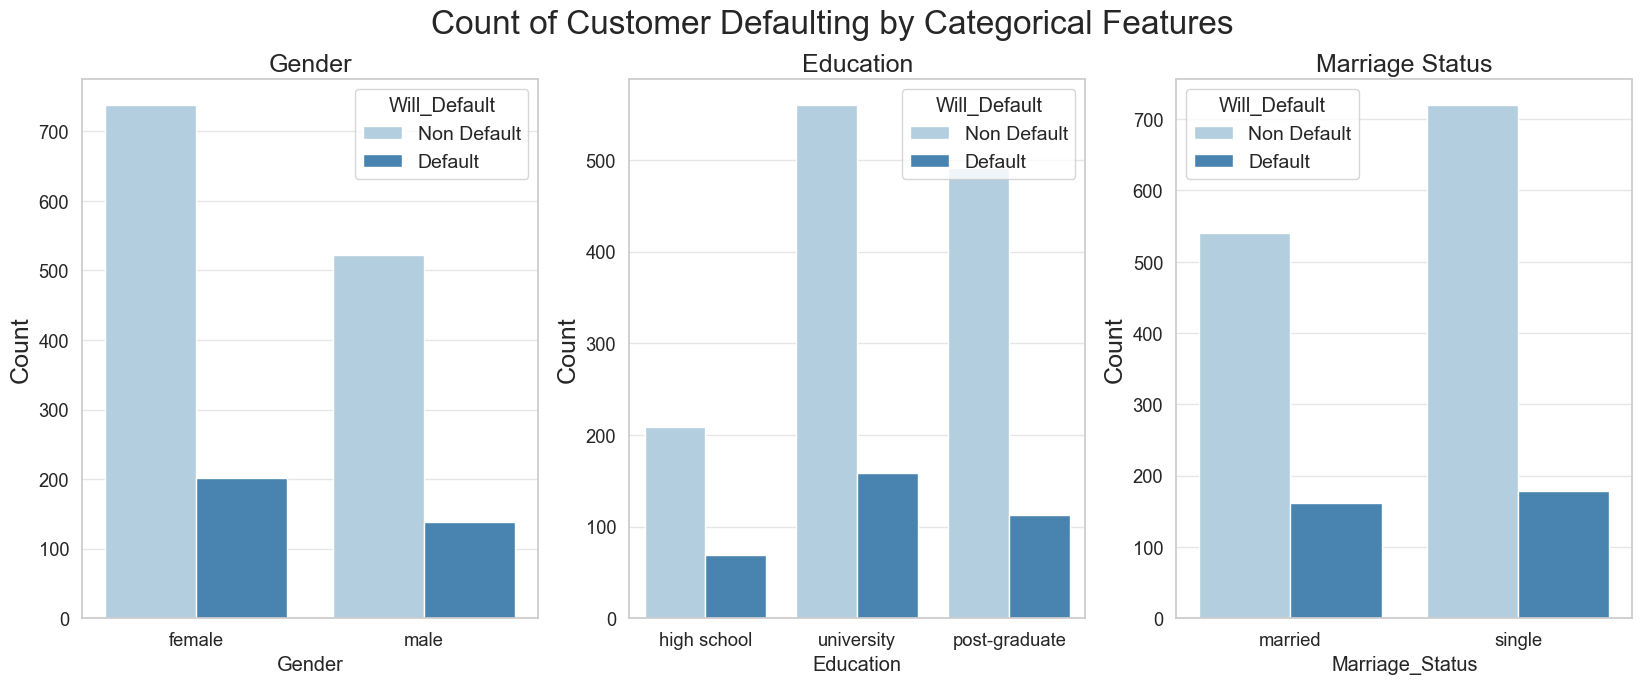 Count of Customer Defaulting by Categorical Features
Gender
Will_Default
Non Default
Default
700
600
500
400
300
200
100
0
Count
female
male
Gender
Education
Will_Default
Non Default
Default
500
400
300
200
100
0
Count
high school
university
post-graduate
Education
Marriage Status
Will_Default
Non Default
Default
700
600
500
400
300
200
100
0
Count
married
single
Marriage_Status